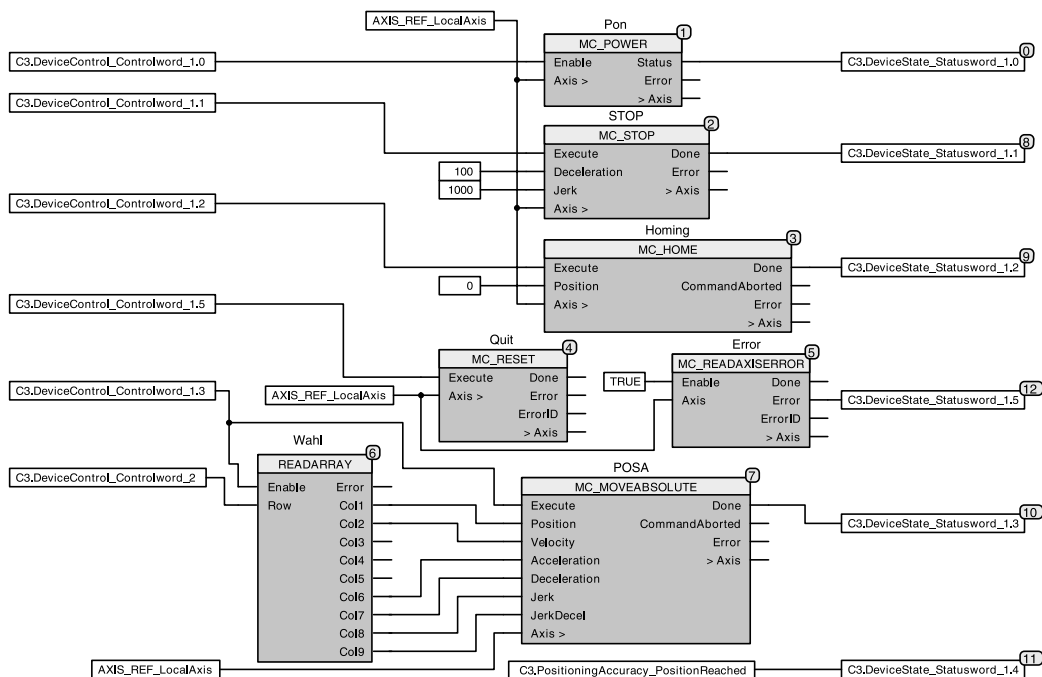 AXIS_REF_LocalAxis
Pon
1
MC_POWER
0
C3.DeviceControl_Controlword_1.0
Enable Status
C3.DeviceState_Statusword_1.0
Axis > Error
> Axis
C3.DeviceControl_Controlword_1.1
STOP
2
MC_STOP
8
Execute Done
C3.DeviceState_Statusword_1.1
100
Deceleration Error
1000
Jerk > Axis
Axis >
C3.DeviceControl_Controlword_1.2
Homing
3
MC_HOME
9
Execute Done
C3.DeviceState_Statusword_1.2
0
Position CommandAborted
Axis > Error
> Axis
C3.DeviceControl_Controlword_1.5
Quit
4
MC_RESET
Execute Done
Axis > Error
ErrorID
> Axis
Error
5
MC_READAXISERROR
TRUE
Enable Done
Axis Error
ErrorID
> Axis
12
C3.DeviceState_Statusword_1.5
C3.DeviceControl_Controlword_1.3
AXIS_REF_LocalAxis
Wahl
6
READARRAY
C3.DeviceControl_Controlword_2
Enable Error
Row Col1
Col2
Col3
Col4
Col5
Col6
Col7
Col8
Col9
POSA
7
MC_MOVEABSOLUTE
Execute Done
Position CommandAborted
Velocity Error
Acceleration > Axis
Deceleration
Jerk
JerkDecel
Axis >
10
C3.DeviceState_Statusword_1.3
AXIS_REF_LocalAxis
C3.PositioningAccuracy_PositionReached
11
C3.DeviceState_Statusword_1.4